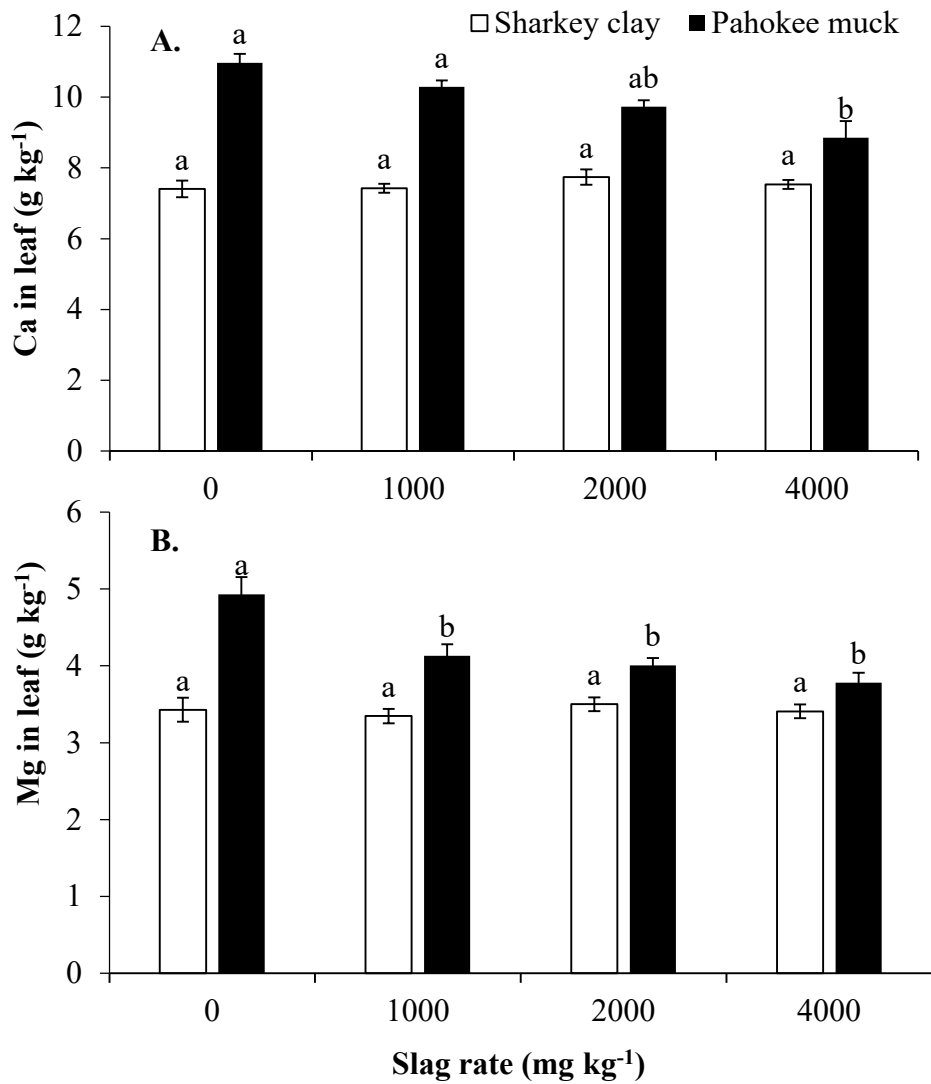 Sharkey clay Pahokee muck
A.
12
10
8
6
4
2
0
Ca in leaf (g kg-1)
a a a a
a a ab b
0 1000 2000 4000
B.
6
5
4
3
2
1
0
Mg in leaf (g kg-1)
a a a a
a b b b
0 1000 2000 4000
Slag rate (mg kg-1)